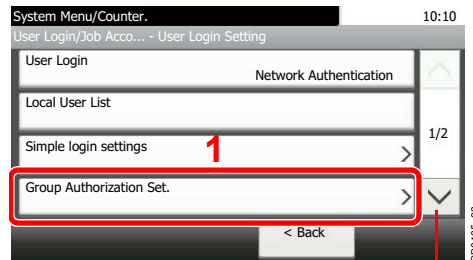 System Menu/Counter. 10:10
User Login/Job Acco... - User Login Setting
User Login
Network Authentication
Local User List
1/2
Simple login settings
1
Group Authorization Set.
< Back